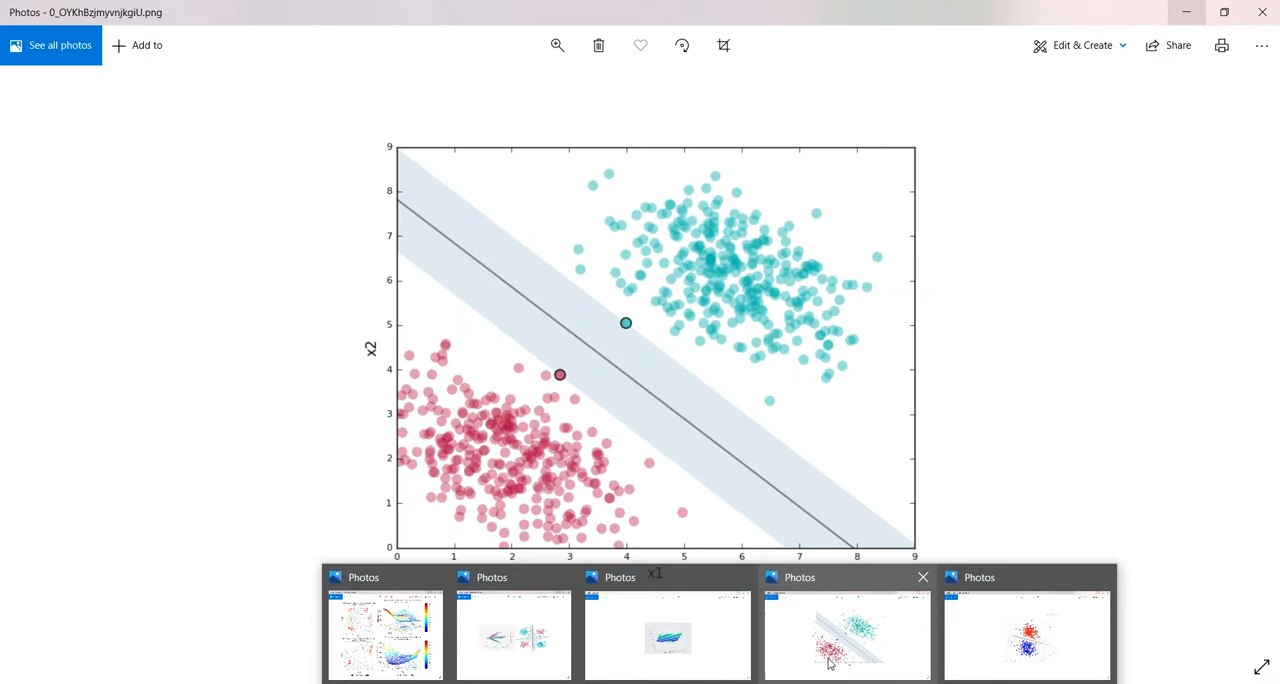 Photos - 0_OYKhBzjmyvnjkgiU.png
See all photos
Add to
Edit & Create
Share
9
8
7
6
5
x2
4
3
2
1
0
0 1 2 3 4 5 6 7 8 9
x1
Photos
Photos
Photos
Photos
Photos